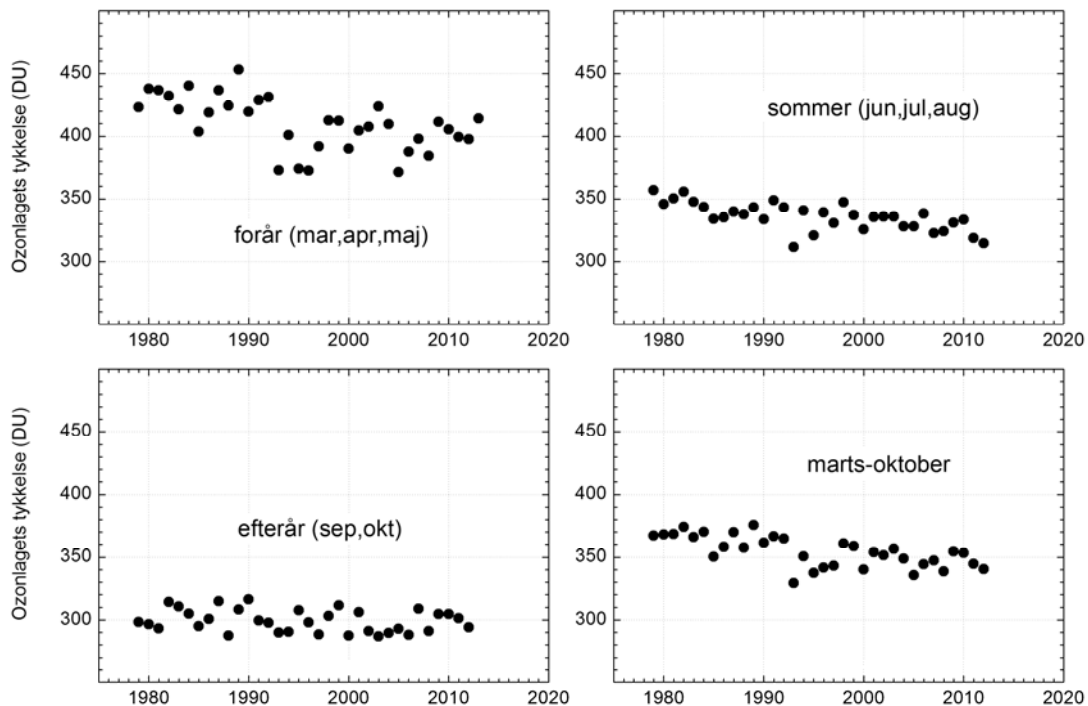 Ozonlagets tykkelse (DU)
450
400
350
300
forår (mar,apr,maj)
1980 1990 2000 2010 2020
450
400
350
300
sommer (jun,jul,aug)
1980 1990 2000 2010 2020
Ozonlagets tykkelse (DU)
450
400
350
300
efterår (sep,okt)
1980 1990 2000 2010 2020
450
400
350
300
marts-oktober
1980 1990 2000 2010 2020